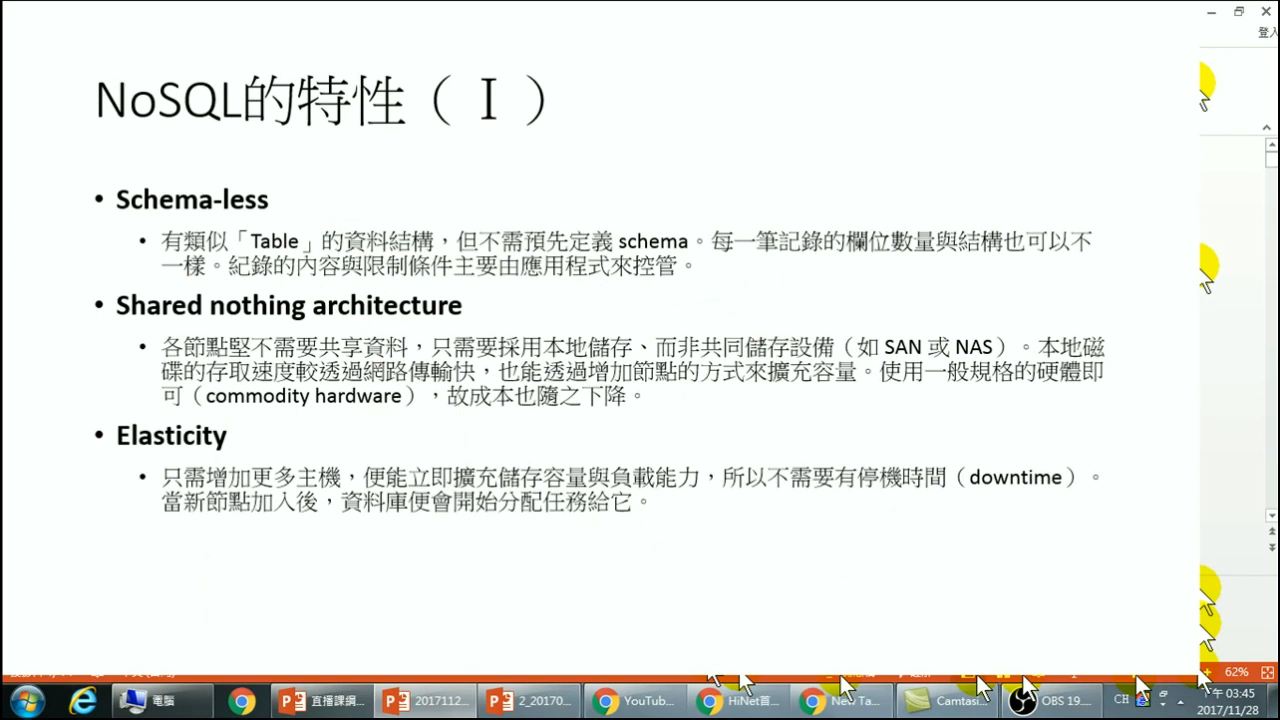 登入
NoSQL的特性（Ⅰ）
• Schema-less
• 有類似「Table」的資料結構，但不需預先定義 schema。每一筆記錄的欄位數量與結構也可以不
一樣。紀錄的內容與限制條件主要由應用程式來控管。
• Shared nothing architecture
• 各節點堅不需要共享資料，只需要採用本地儲存、而非共同儲存設備（如 SAN 或 NAS）。本地磁
碟的存取速度較透過網路傳輸快，也能透過增加節點的方式來擴充容量。使用一般規格的硬體即
可（commodity hardware），故成本也隨之下降。
• Elasticity
• 只需增加更多主機，便能立即擴充儲存容量與負載能力，所以不需要有停機時間（downtime）。
當新節點加入後，資料庫便會開始分配任務給它。
62%
電腦 直播課綱... 2017112... 2_20170... YouTub... HiNet首... New Ta... Camtasi... OBS 19.... CH 下午 03:45
2017/11/28